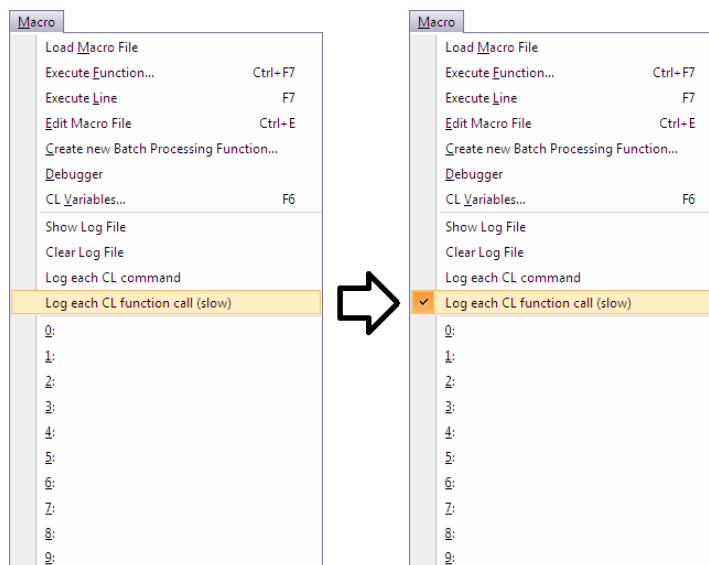 Macro
Load Macro File
Execute Function... Ctrl+F7
Execute Line F7
Edit Macro File Ctrl+E
Create new Batch Processing Function...
Debugger
CL Variables... F6
Show Log File
Clear Log File
Log each CL command
Log each CL function call (slow)
0:
1:
2:
3:
4:
5:
6:
7:
8:
9:
Macro
Load Macro File
Execute Function... Ctrl+F7
Execute Line F7
Edit Macro File Ctrl+E
Create new Batch Processing Function...
Debugger
CL Variables... F6
Show Log File
Clear Log File
Log each CL command
Log each CL function call (slow)
0:
1:
2:
3:
4:
5:
6:
7:
8:
9: